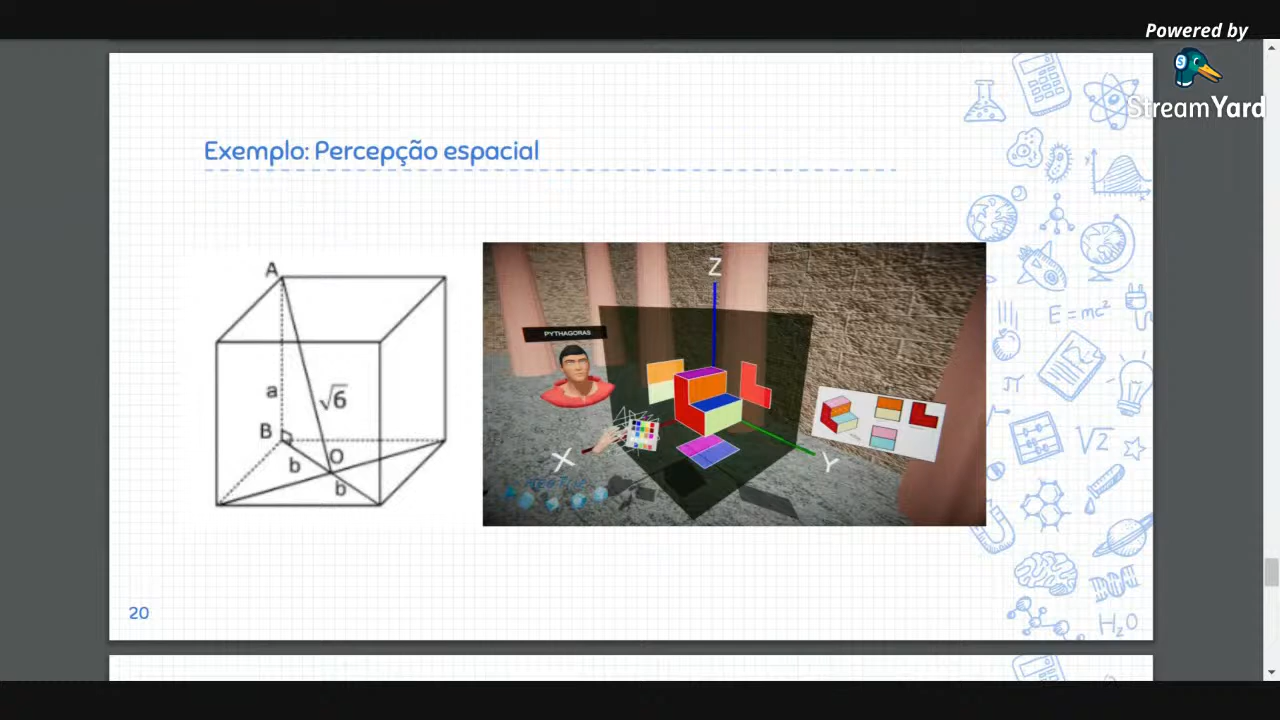 Powered by
StreamYard
Exemplo: Percepção espacial
A
a
√6
B
b
O
b
PYTHAGORAS
Z
X
Y
E = mc²
π
√2
H₂O
y
x
20